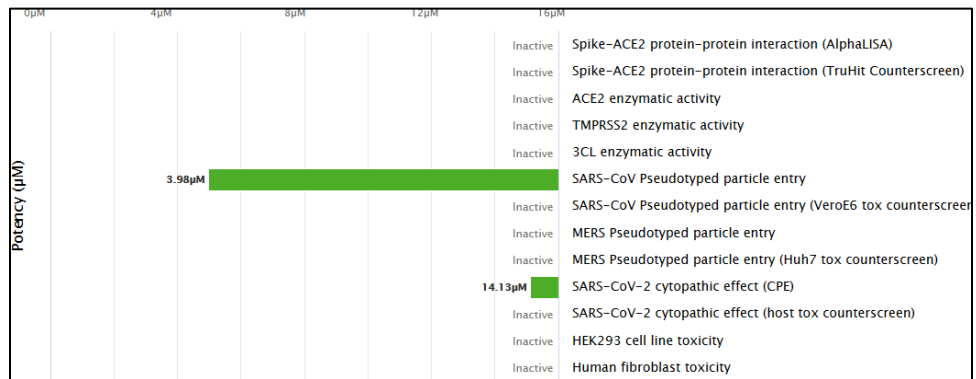 0μM 4μM 8μM 12μM 16μM
Potency (μM)
Inactive Spike-ACE2 protein-protein interaction (AlphaLISA)
Inactive Spike-ACE2 protein-protein interaction (TruHit Counterscreen)
Inactive ACE2 enzymatic activity
Inactive TMPRSS2 enzymatic activity
Inactive 3CL enzymatic activity
3.98μM SARS-CoV Pseudotyped particle entry
Inactive SARS-CoV Pseudotyped particle entry (VeroE6 tox counterscreen
Inactive MERS Pseudotyped particle entry
Inactive MERS Pseudotyped particle entry (Huh7 tox counterscreen)
14.13μM SARS-CoV-2 cytopathic effect (CPE)
Inactive SARS-CoV-2 cytopathic effect (host tox counterscreen)
Inactive HEK293 cell line toxicity
Inactive Human fibroblast toxicity